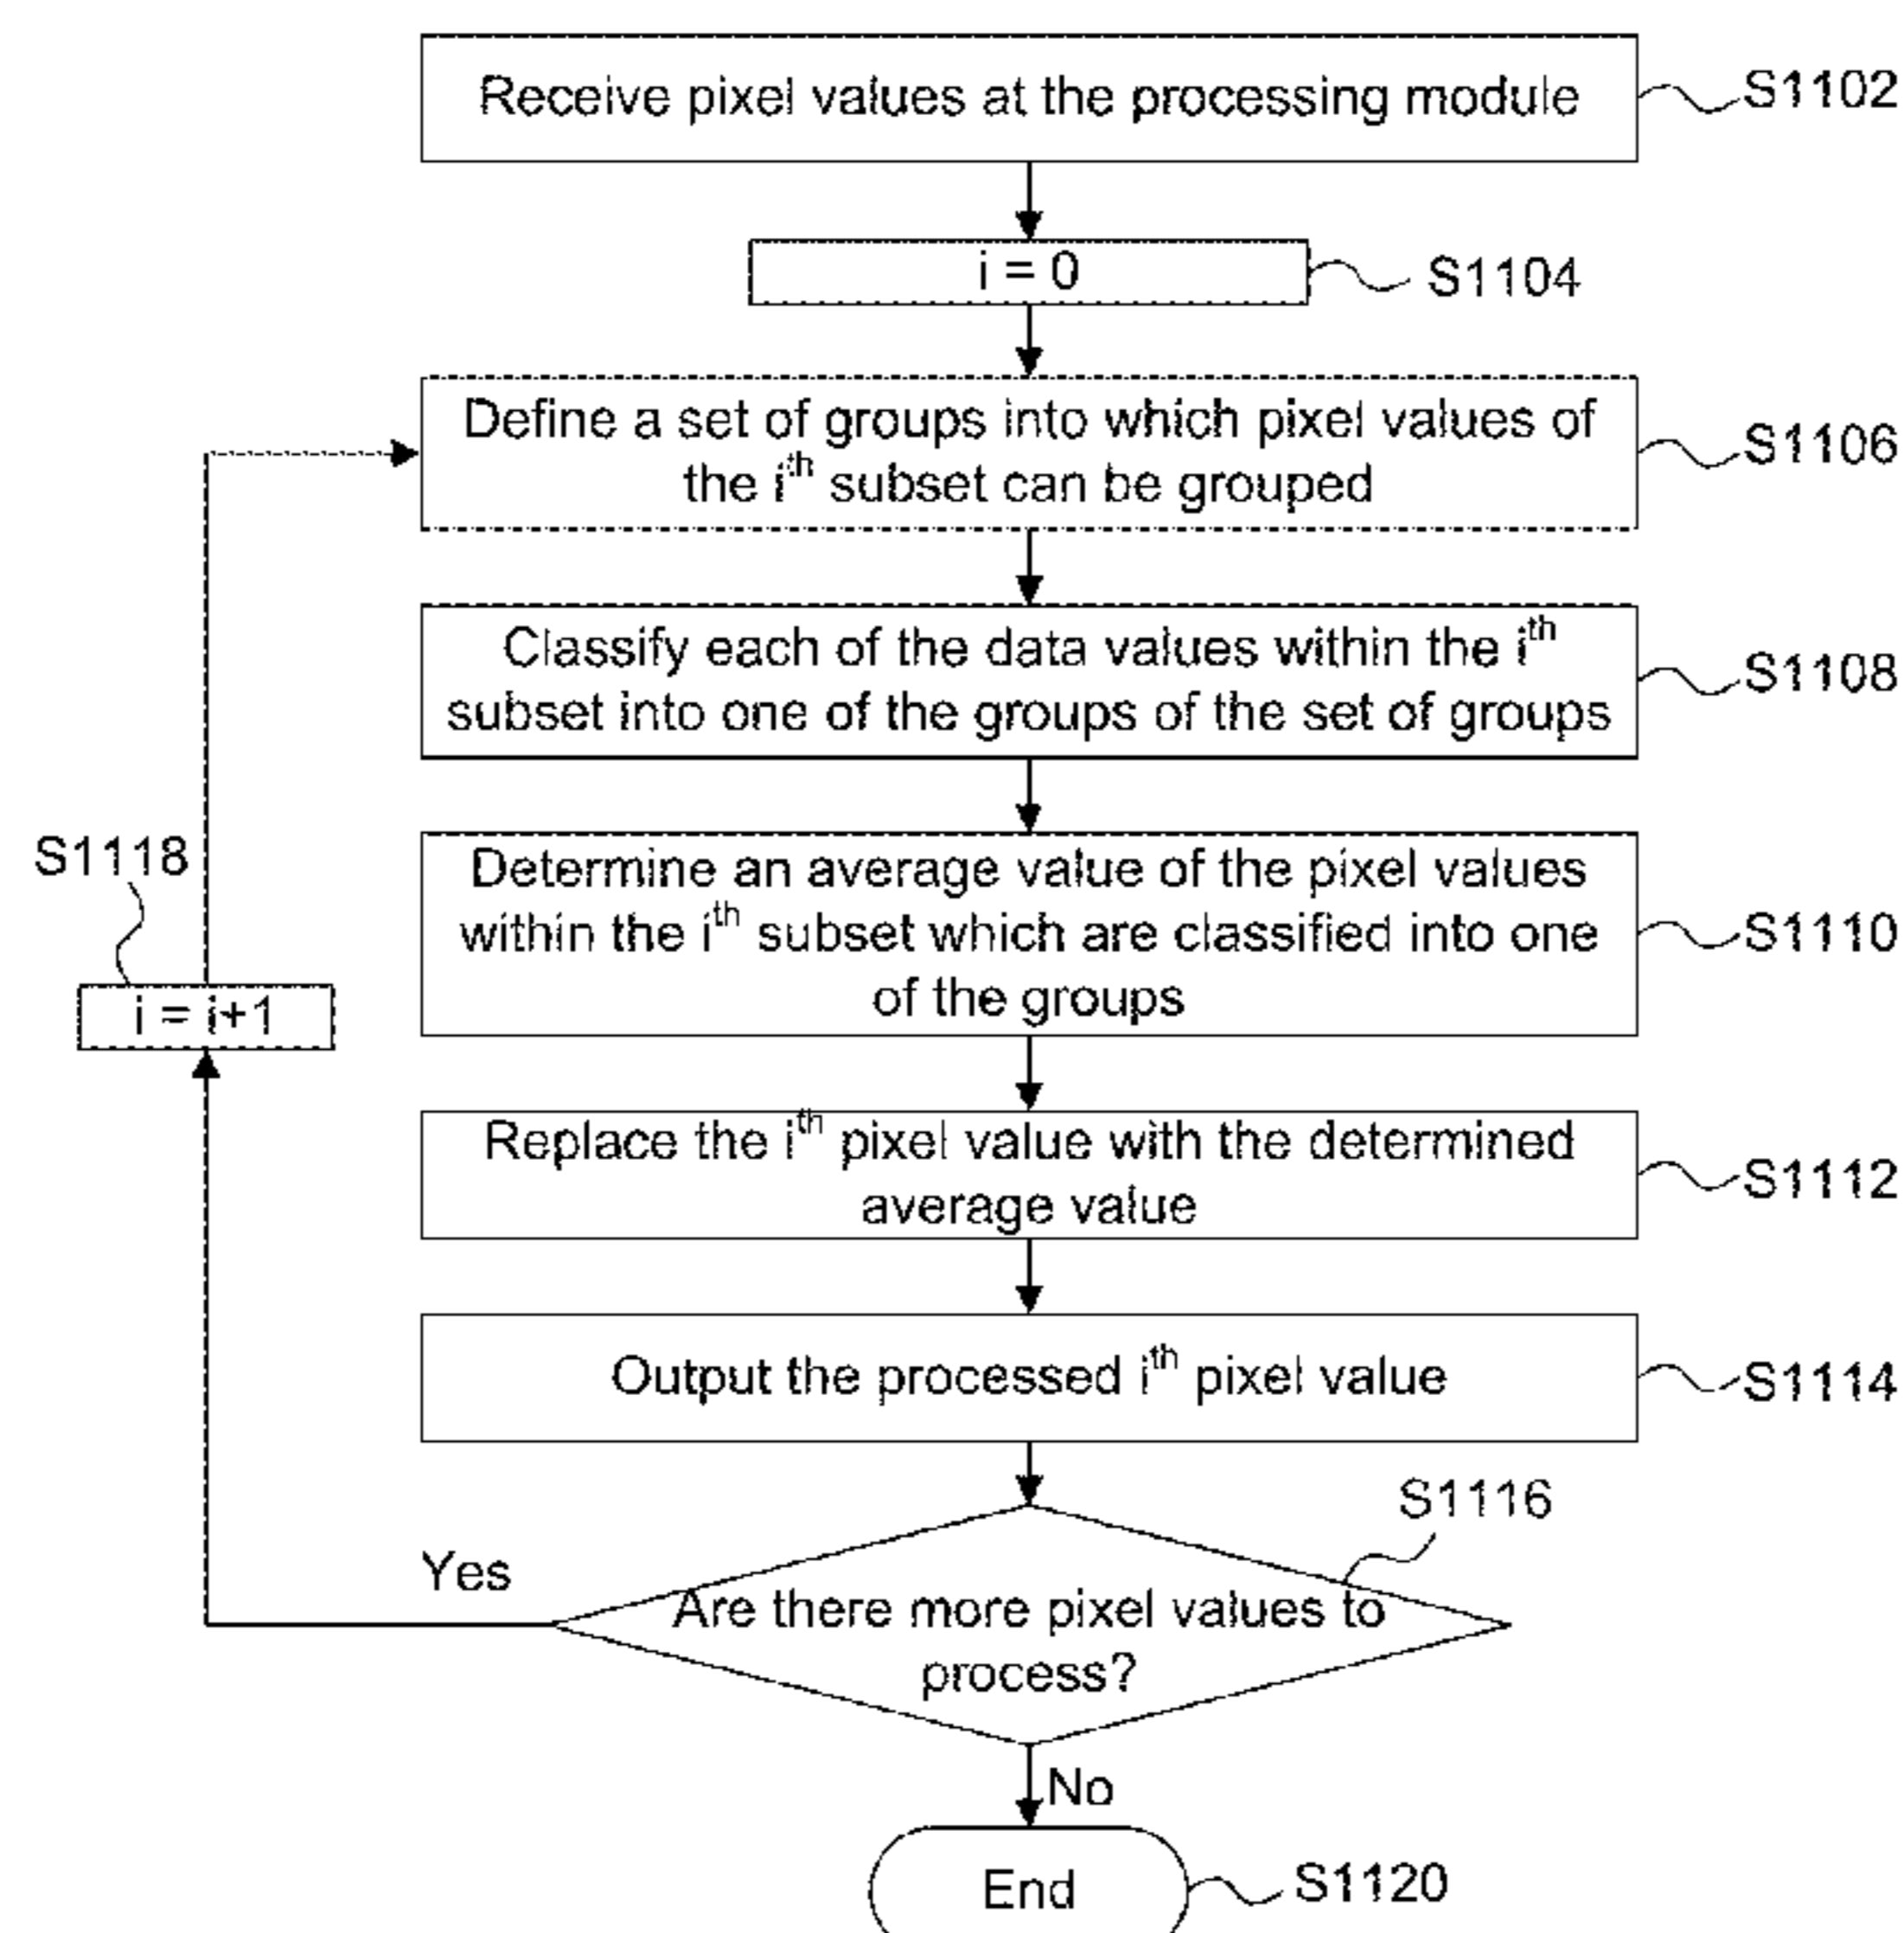 Receive pixel values at the processing module
S1102
i = 0
S1104
Define a set of groups into which pixel values of
the iᵗʰ subset can be grouped
S1106
Classify each of the data values within the iᵗʰ
subset into one of the groups of the set of groups
S1108
S1118
i = i+1
Determine an average value of the pixel values
within the iᵗʰ subset which are classified into one
of the groups
S1110
Replace the iᵗʰ pixel value with the determined
average value
S1112
Output the processed iᵗʰ pixel value
S1114
S1116
Yes
Are there more pixel values to
process?
No
End
S1120